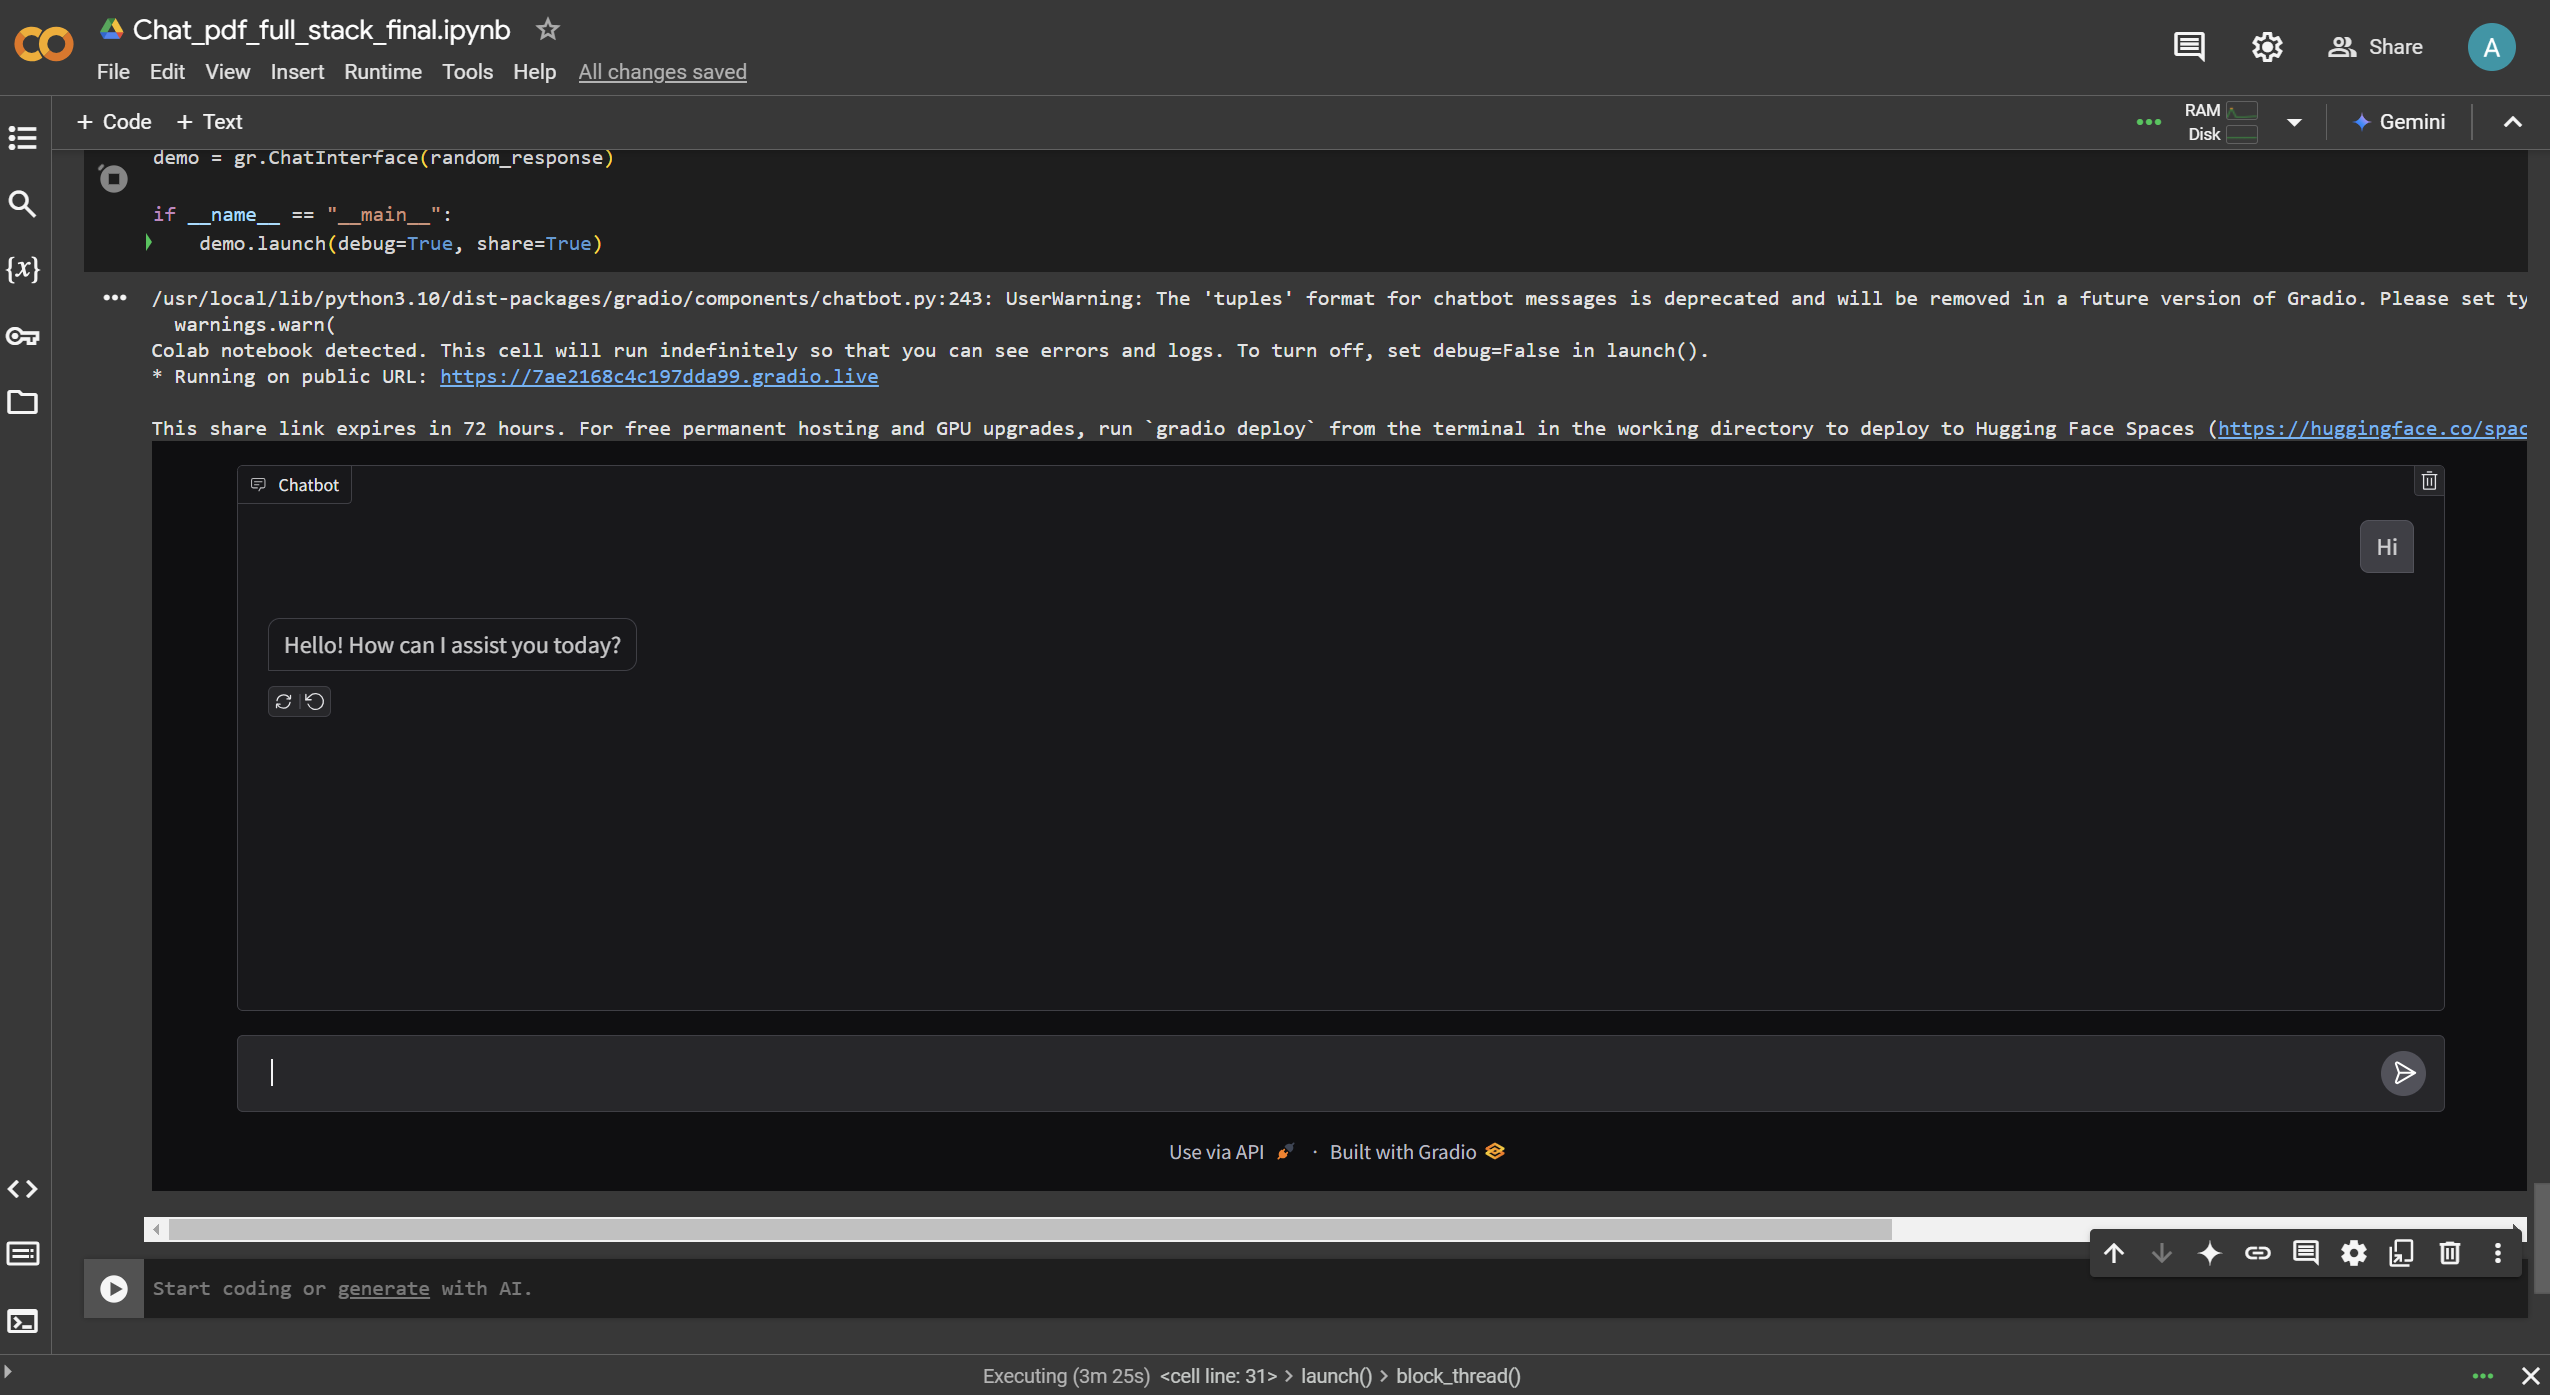 Chat_pdf_full_stack_final.ipynb
File Edit View Insert Runtime Tools Help All changes saved
Share
A
+ Code + Text
RAM
Disk
Gemini
demo = gr.ChatInterface(random_response)
if __name__ == "__main__":
demo.launch(debug=True, share=True)
/usr/local/lib/python3.10/dist-packages/gradio/components/chatbot.py:243: UserWarning: The 'tuples' format for chatbot messages is deprecated and will be removed in a future version of Gradio. Please set ty
warnings.warn(
Colab notebook detected. This cell will run indefinitely so that you can see errors and logs. To turn off, set debug=False in launch().
* Running on public URL: https://7ae2168c4c197dda99.gradio.live
This share link expires in 72 hours. For free permanent hosting and GPU upgrades, run `gradio deploy` from the terminal in the working directory to deploy to Hugging Face Spaces (https://huggingface.co/spac
Chatbot
Hi
Hello! How can I assist you today?
Use via API · Built with Gradio
Start coding or generate with AI.
Executing (3m 25s) <cell line: 31> > launch() > block_thread()